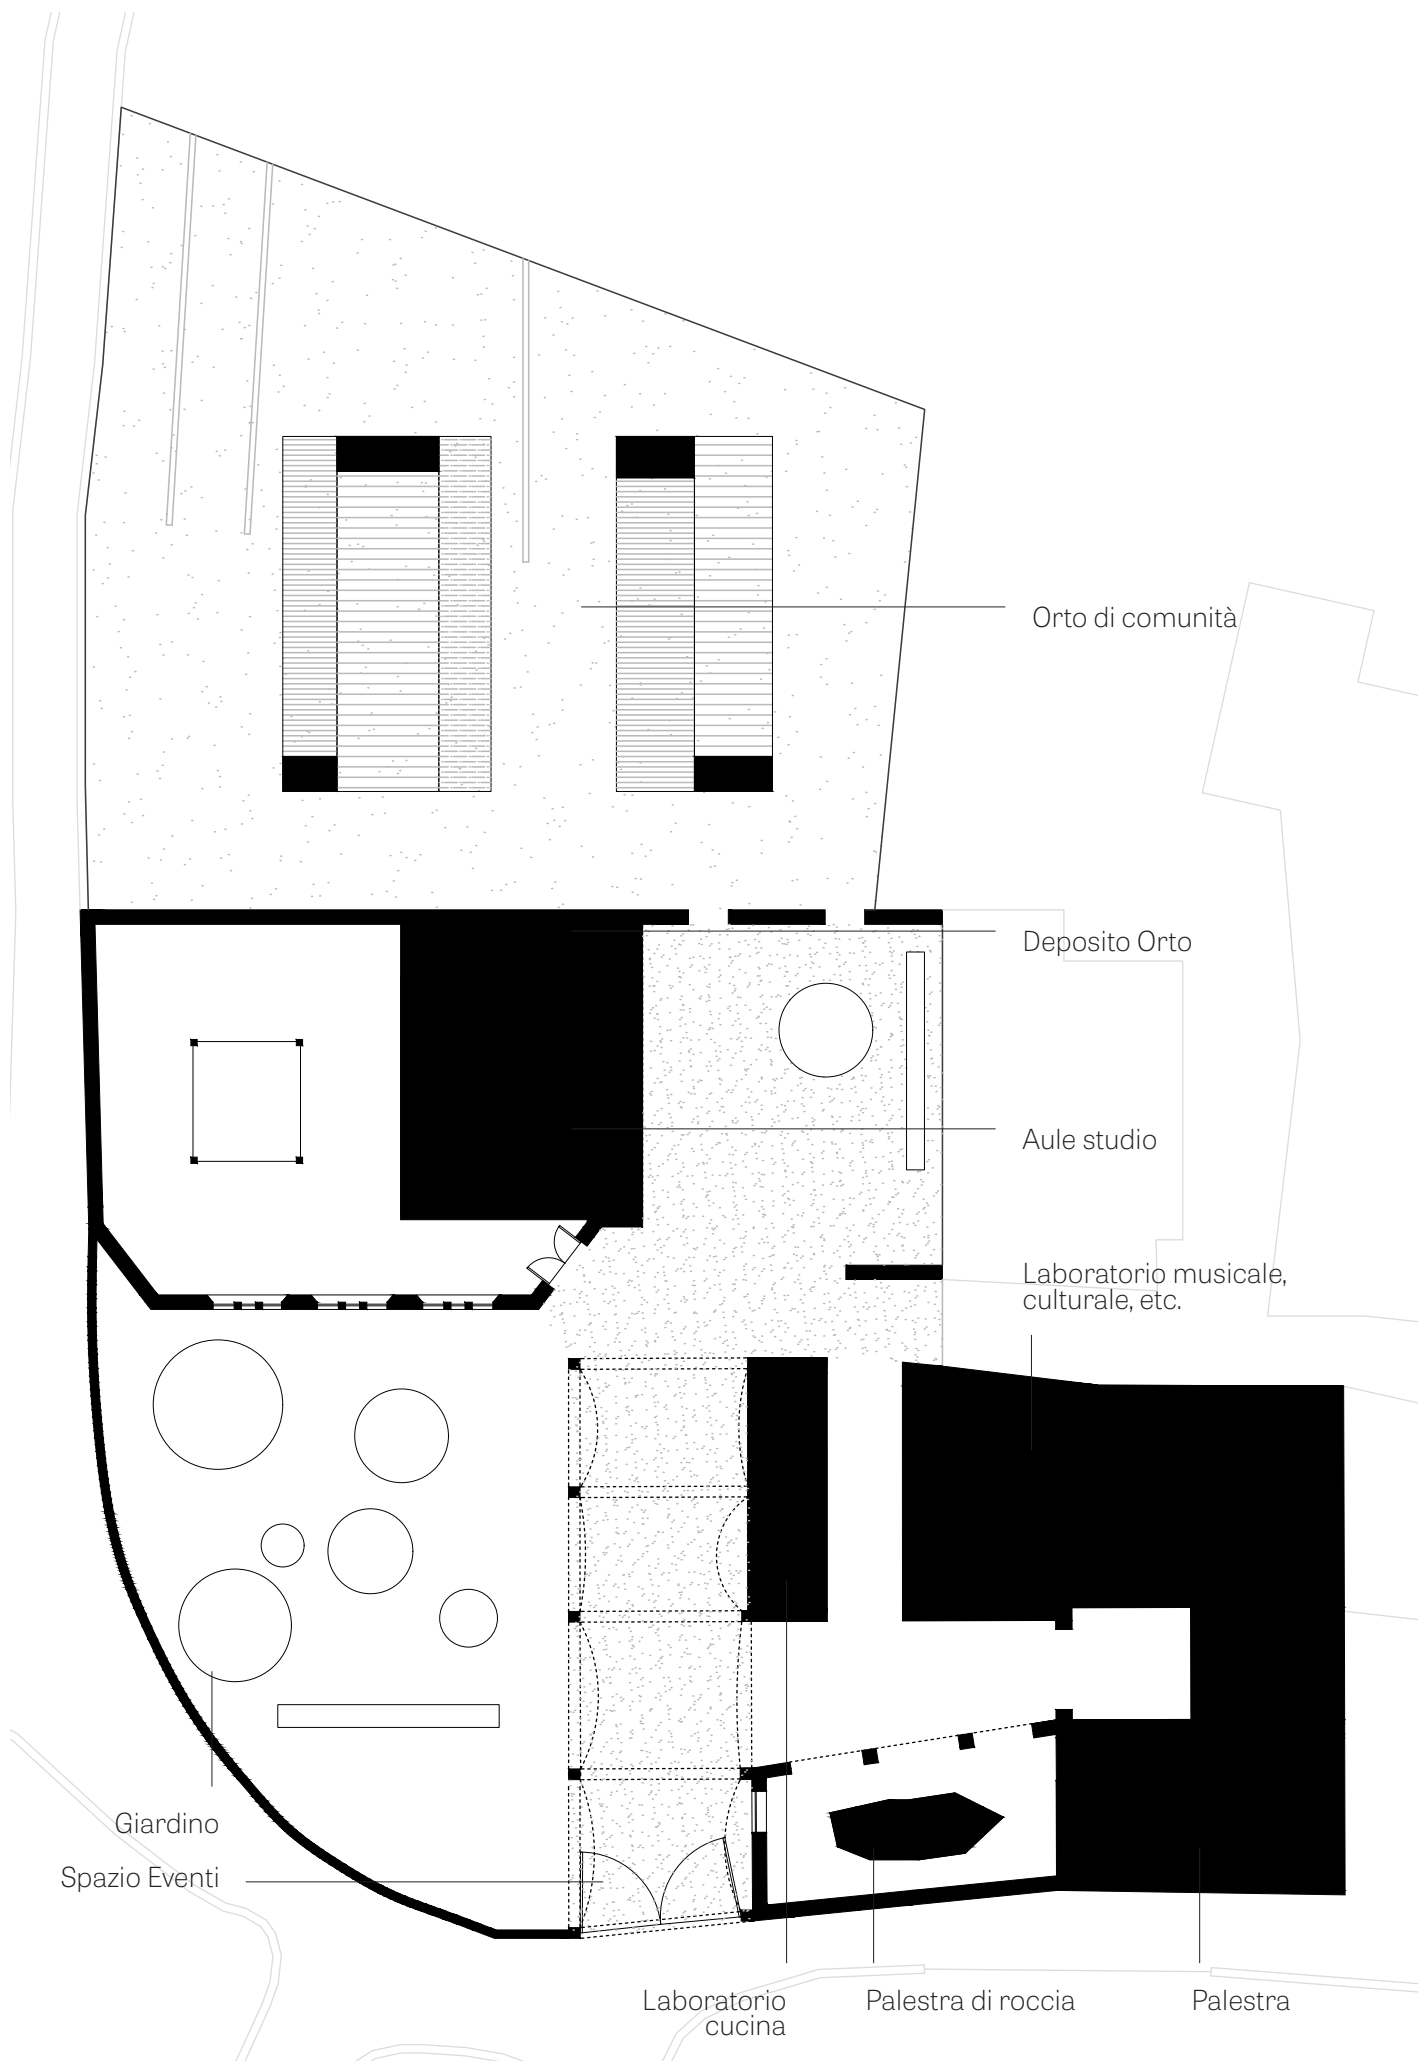 Orto di comunità
Deposito Orto
Aule studio
Laboratorio musicale,
culturale, etc.
Giardino
Spazio Eventi
Laboratorio
cucina
Palestra di roccia
Palestra